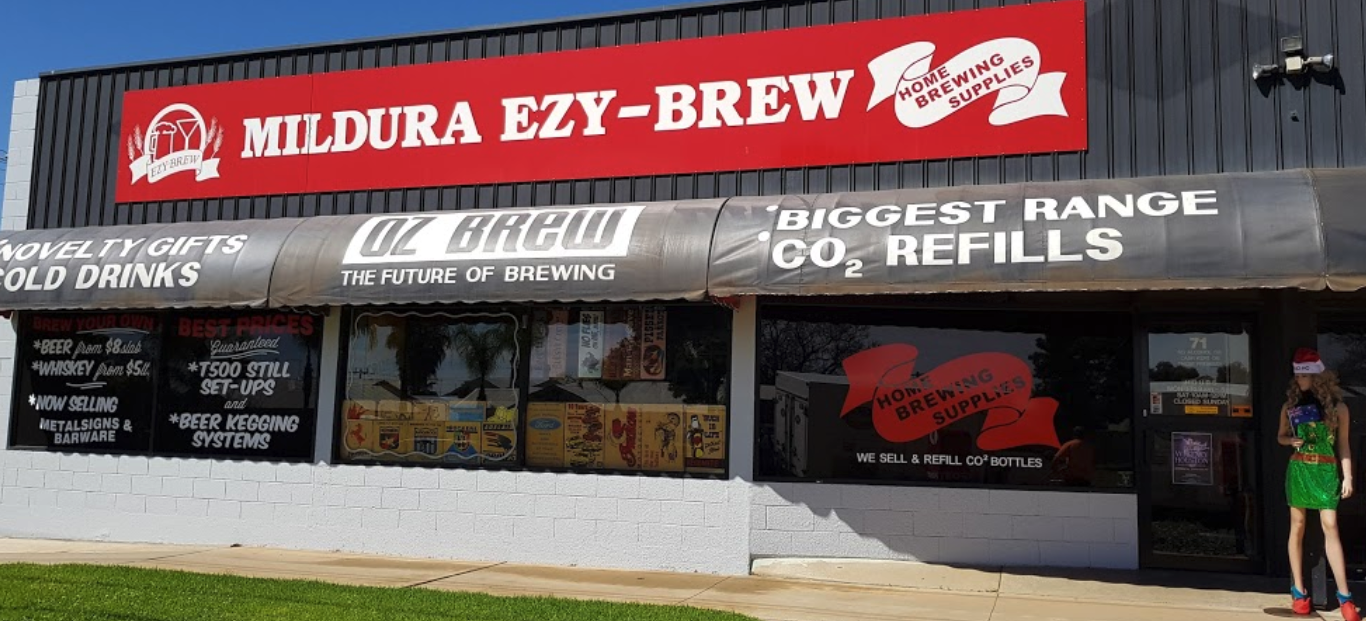 EZY-BREW
MILDURA EZY-BREW
HOME
BREWING
SUPPLIES
NOVELTY GIFTS
COLD DRINKS
OZ BREW
THE FUTURE OF BREWING
*BIGGEST RANGE
*CO₂ REFILLS
BREW YOUR OWN
*BEER from $8 slab
*WHISKEY from $5
*NOW SELLING
METALSIGNS &
BARWARE
BEST PRICES
Guaranteed
*T500 STILL
SET-UPS
and
*BEER KEGGING
SYSTEMS
Ford
HOME
BREWING
SUPPLIES
WE SELL & REFILL CO² BOTTLES
71
CLOSED SUNDAY